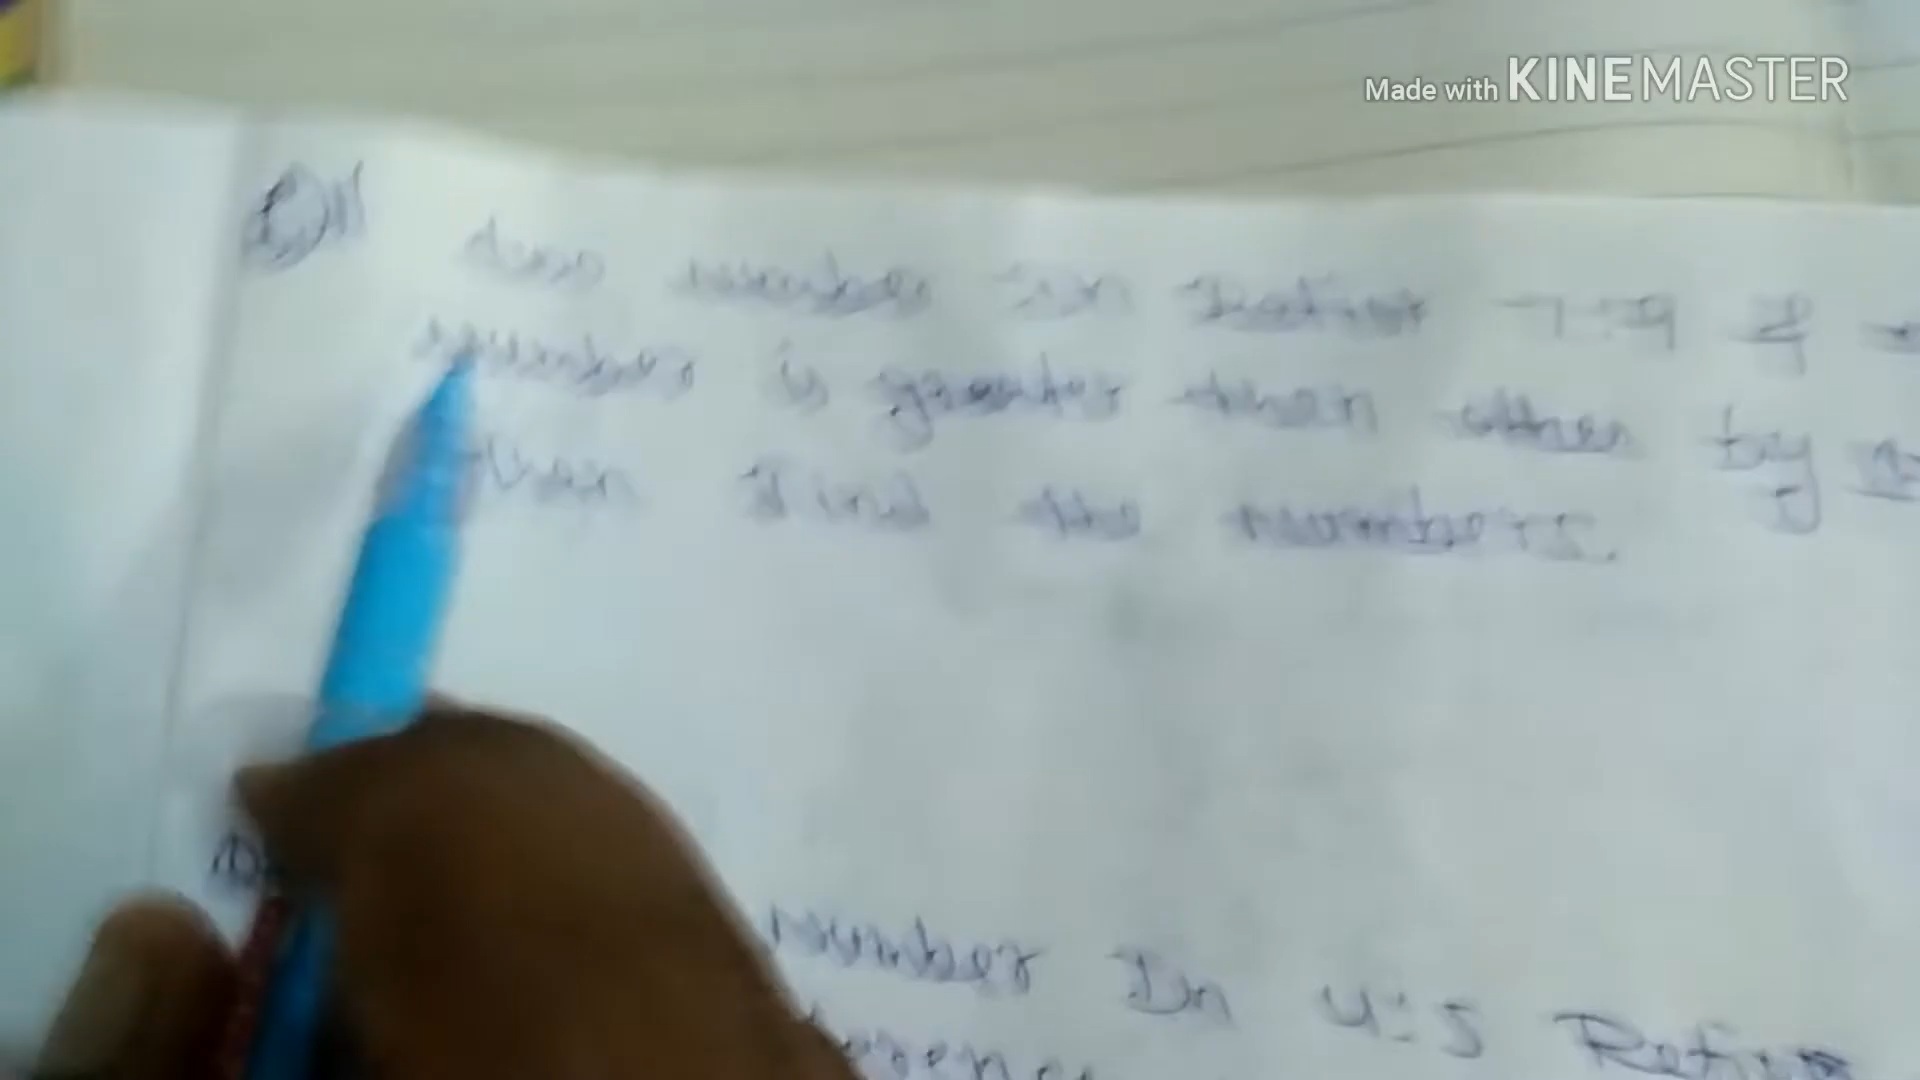 Made with KINEMASTER
Q11
two number in Ratio 7:9 &
number is greater than other by
then find the numbers.
number In 4:5 Ratio